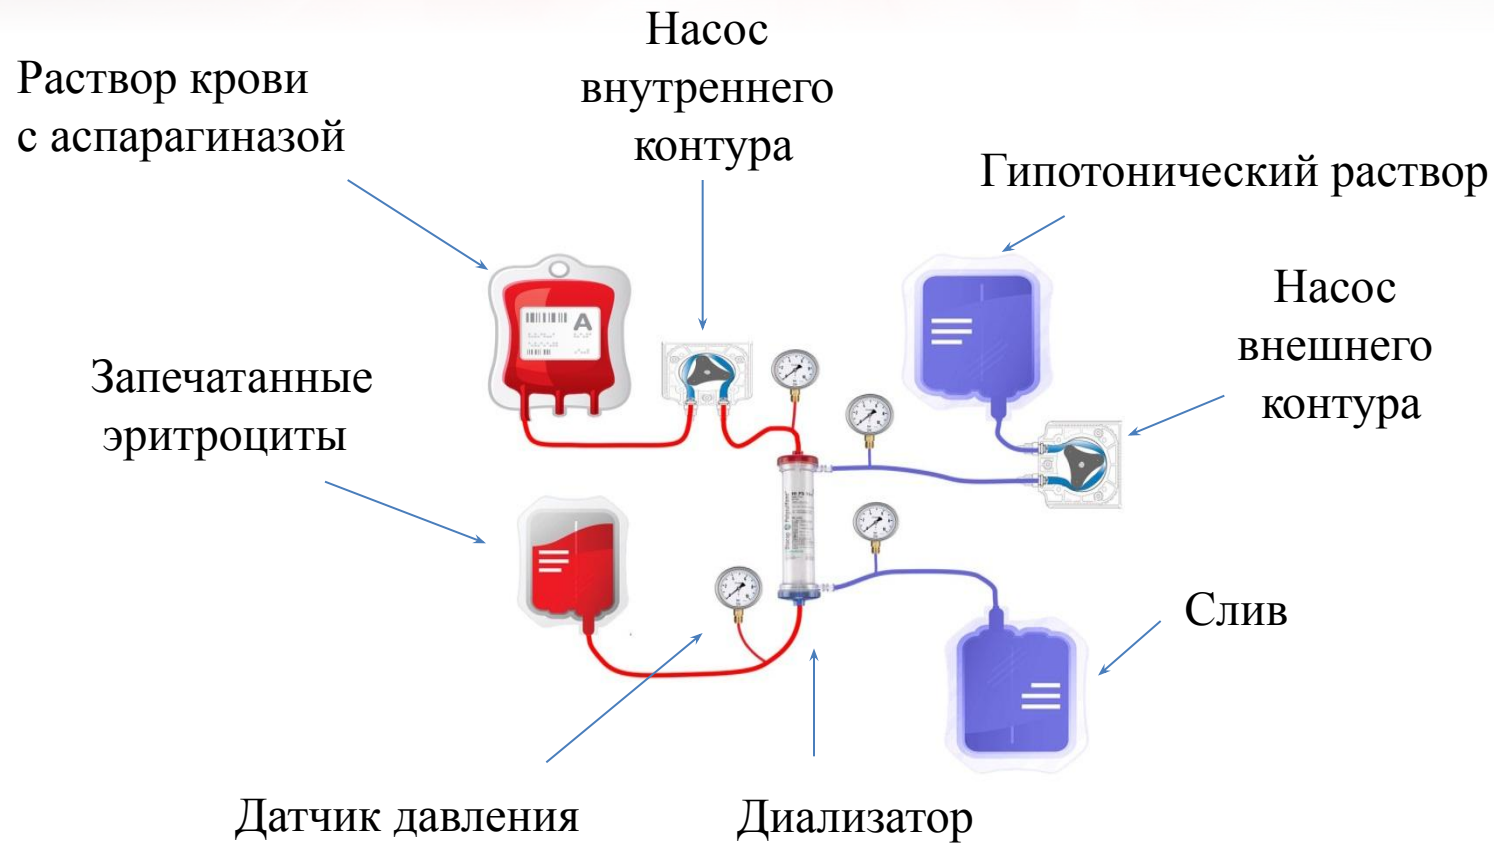 Насос
внутреннего
контура
Раствор крови
с аспарагиназой
Гипотонический раствор
Насос
внешнего
контура
A
Запечатанные
эритроциты
Слив
Датчик давления
Диализатор